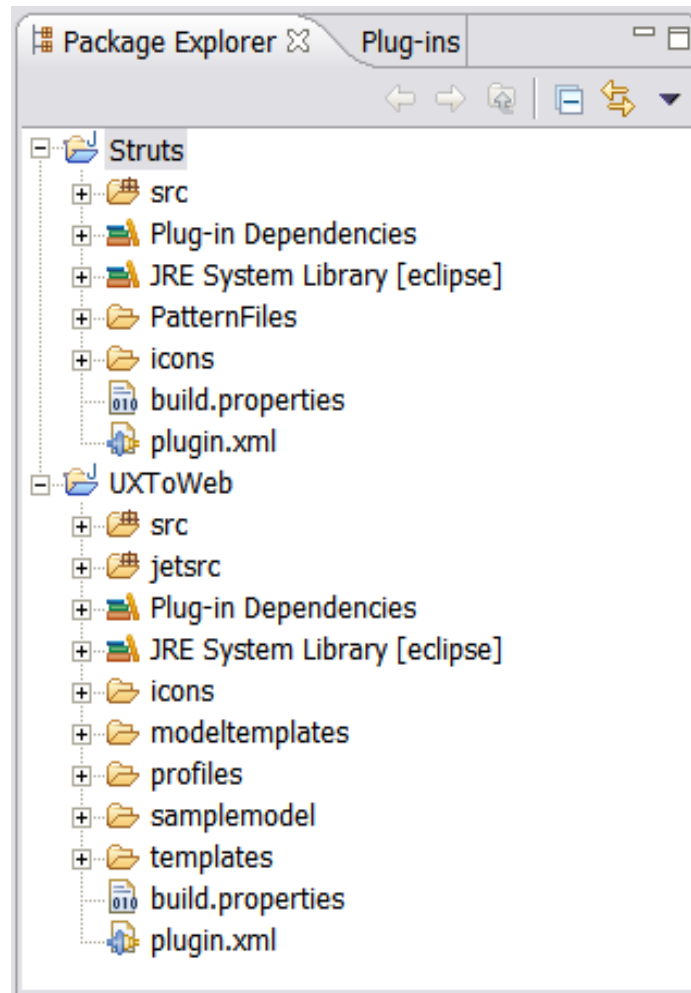 Package Explorer Plug-ins
Struts
src
Plug-in Dependencies
JRE System Library [eclipse]
PatternFiles
icons
build.properties
plugin.xml
UXToWeb
src
jetsrc
Plug-in Dependencies
JRE System Library [eclipse]
icons
modeltemplates
profiles
samplemodel
templates
build.properties
plugin.xml